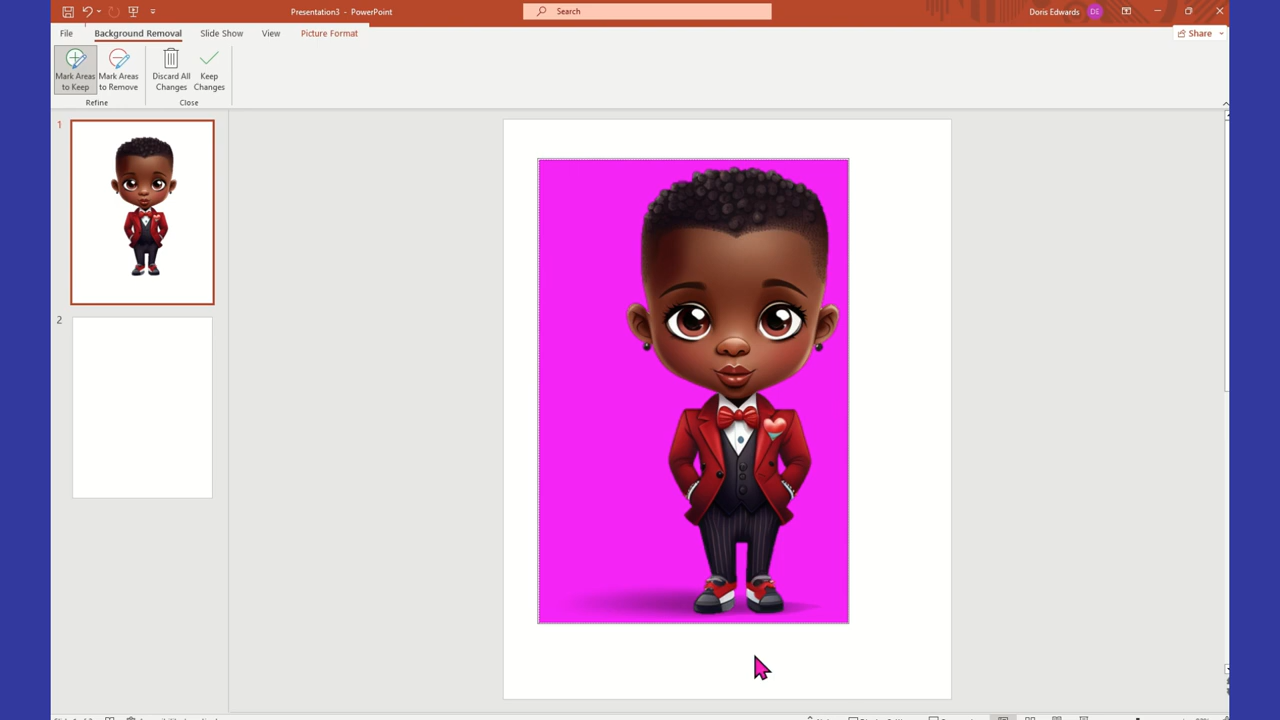 Presentation3 - PowerPoint
Search
Doris Edwards
DE
File
Background Removal
Slide Show
View
Picture Format
Share
Mark Areas
to Keep
Mark Areas
to Remove
Discard All
Changes
Keep
Changes
Refine
Close
1
2